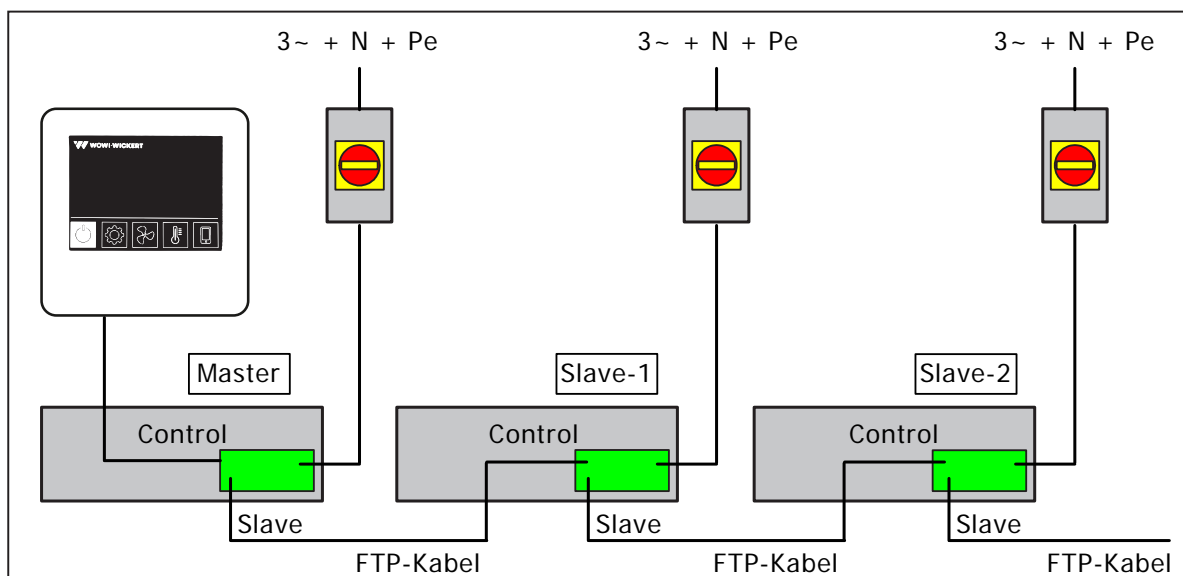 3~ + N + Pe
3~ + N + Pe
3~ + N + Pe
WOWI-WICKERT
Master
Slave-1
Slave-2
Control
Control
Control
Slave
Slave
Slave
FTP-Kabel
FTP-Kabel
FTP-Kabel